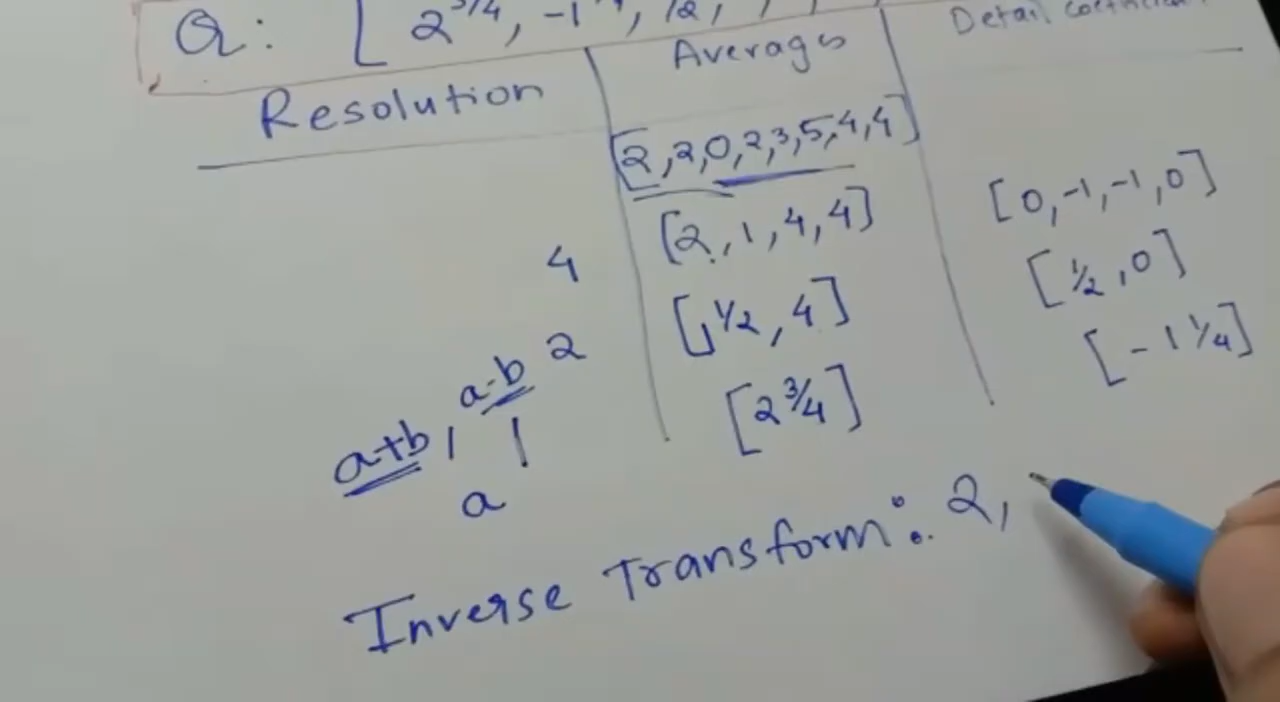 Q: [ 2 3/4, -1
Resolution Averages Detail
[2,2,0,2,3,5,4,4]
4 [2,1,4,4] [0,-1,-1,0]
2 [1 1/2, 4] [1/2, 0]
1 [2 3/4] [-1 1/4]
a+b, a-b
a
Inverse Transform: 2,